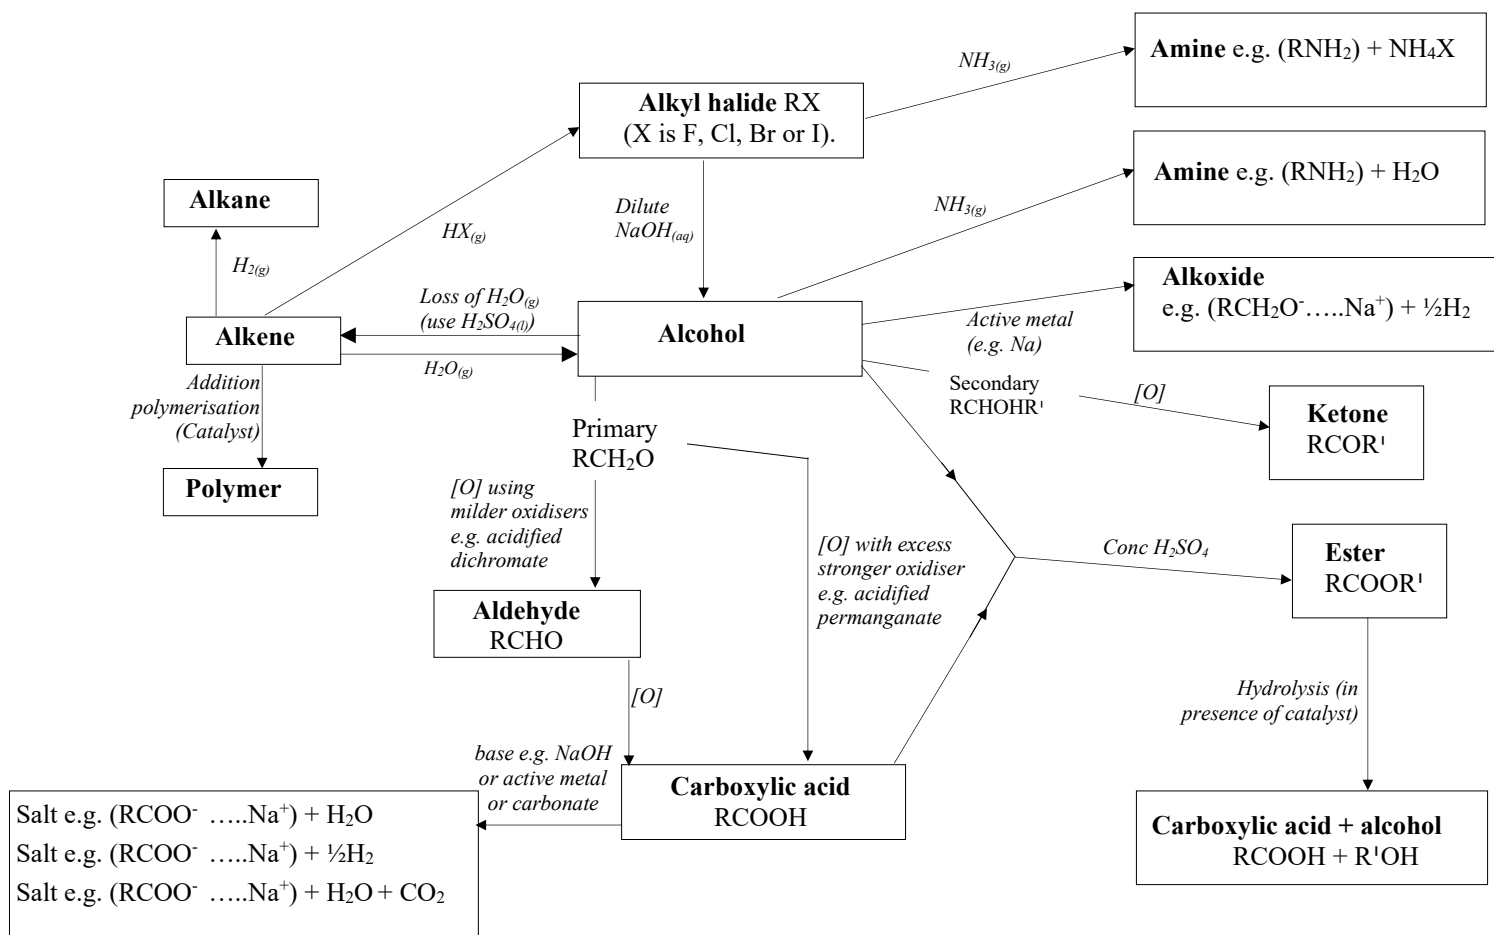 Amine e.g. (RNH₂) + NH₄X
NH₃₍g₎
Alkyl halide RX
(X is F, Cl, Br or I).
Amine e.g. (RNH₂) + H₂O
Alkane
Dilute
NaOH(aq)
NH₃(g)
HX(g)
H₂(g)
Alkoxide
e.g. (RCH₂O⁻…..Na⁺) + ½H₂
Loss of H₂O(g)
(use H₂SO₄(l))
Alkene
Alcohol
Active metal
(e.g. Na)
H₂O(g)
Addition
polymerisation
(Catalyst)
Secondary
RCHOHRᑊ
[O]
Ketone
RCORᑊ
Primary
RCH₂O
Polymer
[O] using
milder oxidisers
e.g. acidified
dichromate
[O] with excess
stronger oxidiser
e.g. acidified
permanganate
Conc H₂SO₄
Ester
RCOORᑊ
Aldehyde
RCHO
[O]
Hydrolysis (in
presence of catalyst)
base e.g. NaOH
or active metal
or carbonate
Carboxylic acid
RCOOH
Salt e.g. (RCOO⁻ …..Na⁺) + H₂O
Salt e.g. (RCOO⁻ …..Na⁺) + ½H₂
Salt e.g. (RCOO⁻ …..Na⁺) + H₂O + CO₂
Carboxylic acid + alcohol
RCOOH + RᑊOH